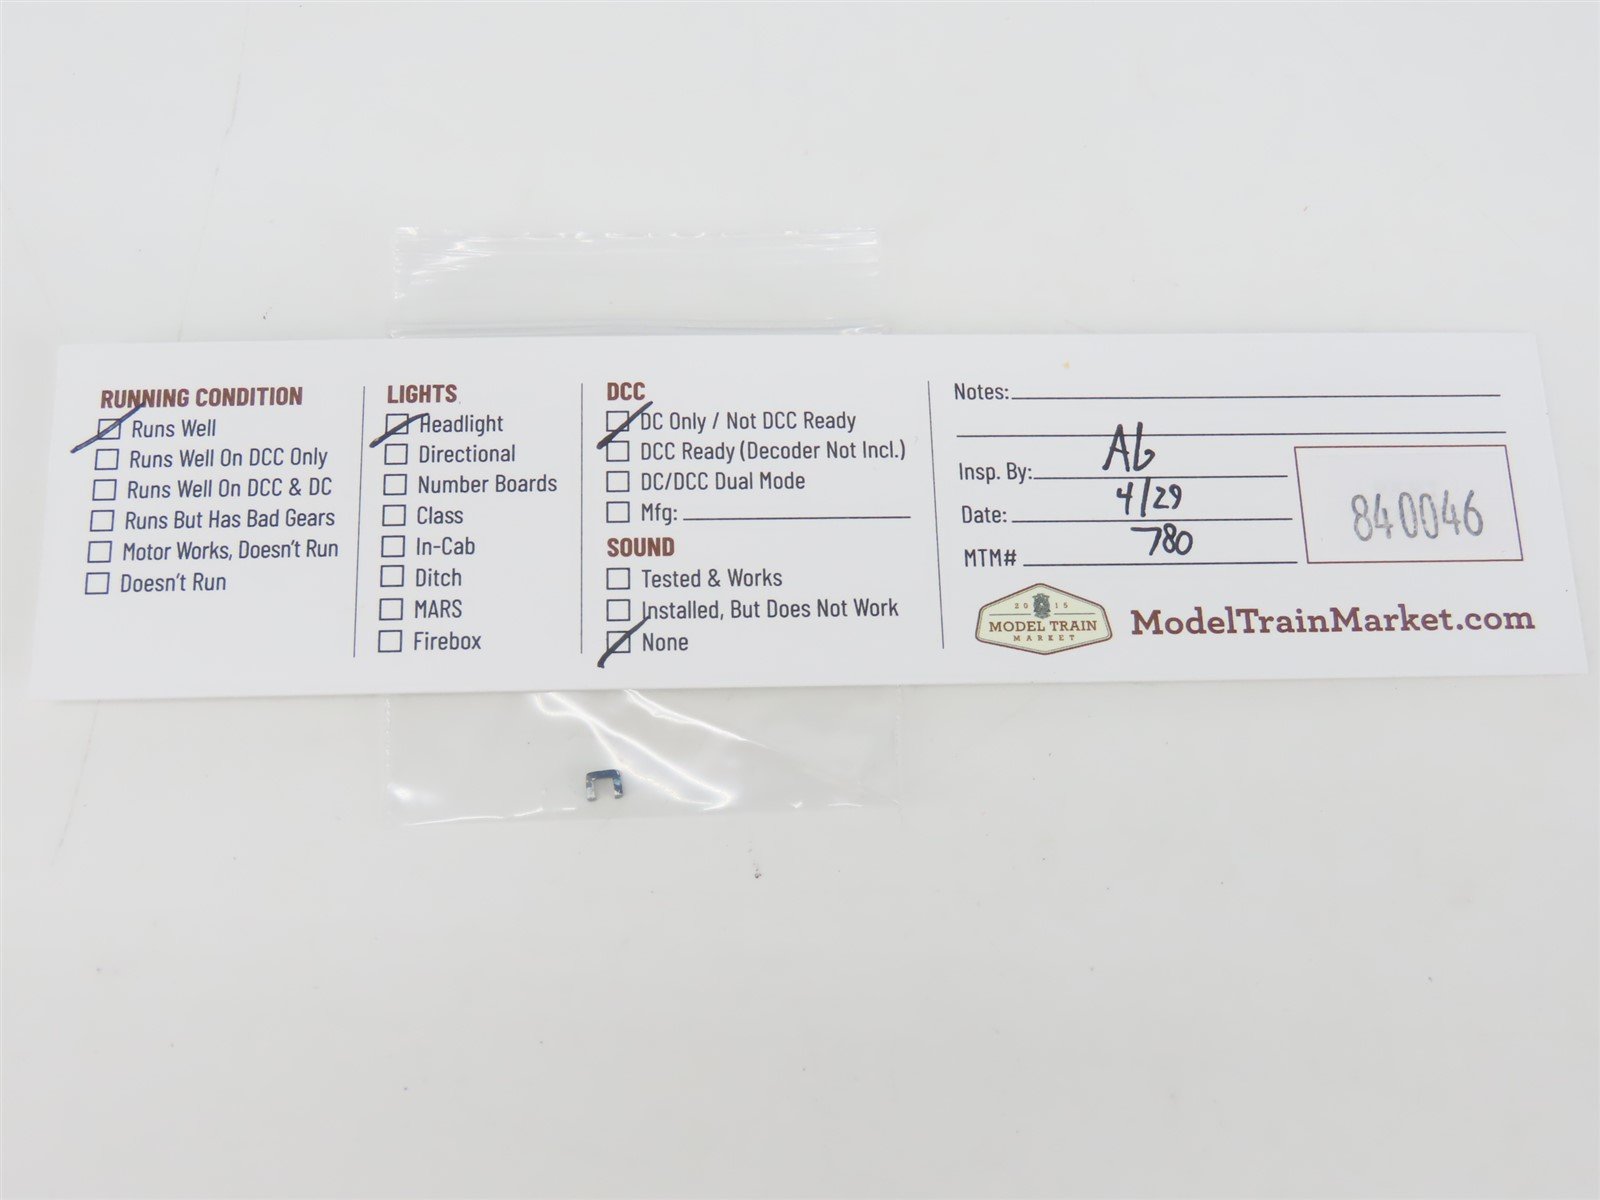 RUNNING CONDITION
Runs Well
Runs Well On DCC Only
Runs Well On DCC & DC
Runs But Has Bad Gears
Motor Works, Doesn't Run
Doesn't Run
LIGHTS
Headlight
Directional
Number Boards
Class
In-Cab
Ditch
MARS
Firebox
DCC
DC Only / Not DCC Ready
DCC Ready (Decoder Not Incl.)
DC/DCC Dual Mode
Mfg:
SOUND
Tested & Works
Installed, But Does Not Work
None
Notes:
Insp. By: AG
Date: 4/29
MTM# 780
840046
2015
MODEL TRAIN
MARKET
ModelTrainMarket.com